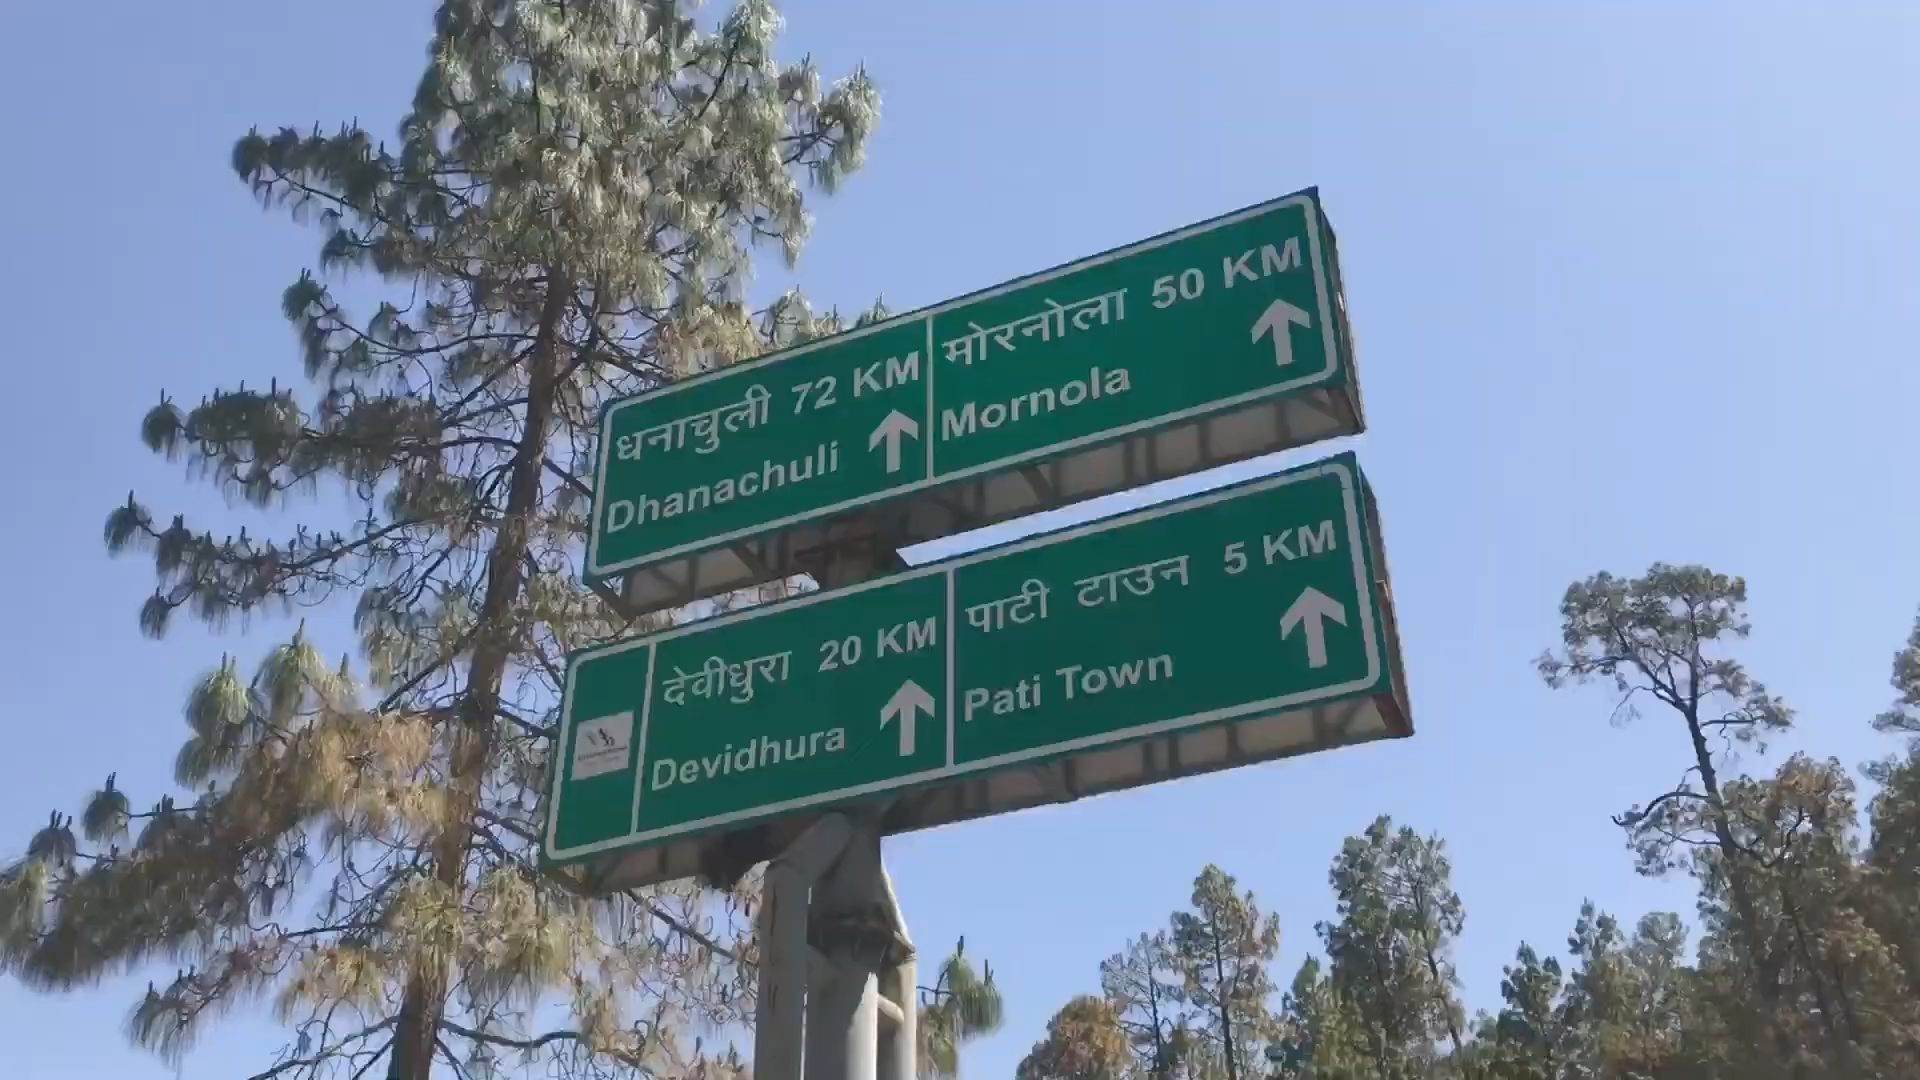 धनाचुली 72 KM
Dhanachuli
मोरनोला 50 KM
Mornola
देवीधुरा 20 KM
Devidhura
पाटी टाउन 5 KM
Pati Town